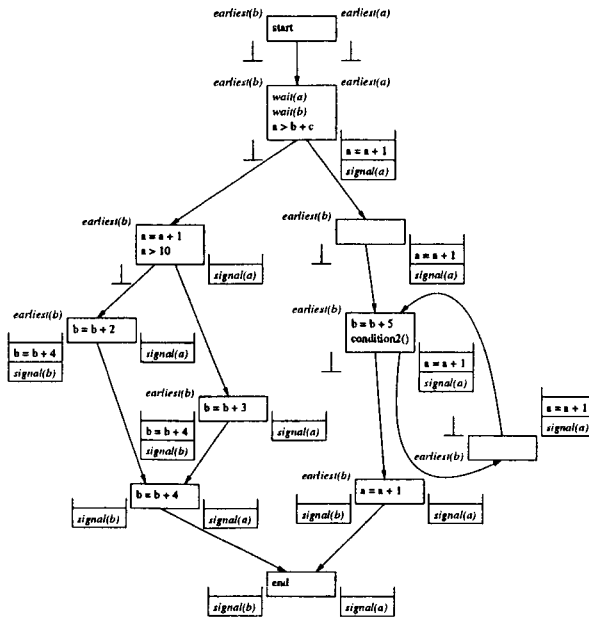 earliest(b)
earliest(a)
start
⊥
⊥
earliest(b)
earliest(a)
wait(a)
wait(b)
a > b + c
⊥
a = a + 1
signal(a)
earliest(b)
a = a + 1
a > 10
⊥
signal(a)
earliest(b)
⊥
a = a + 1
signal(a)
earliest(b)
b = b + 2
b = b + 4
signal(b)
signal(a)
earliest(b)
b = b + 5
condition2()
⊥
a = a + 1
signal(a)
earliest(b)
b = b + 3
b = b + 4
signal(b)
signal(a)
a = a + 1
signal(a)
⊥
earliest(b)
b = b + 4
signal(b)
signal(a)
earliest(b)
a = a + 1
signal(b)
signal(a)
end
signal(b)
signal(a)